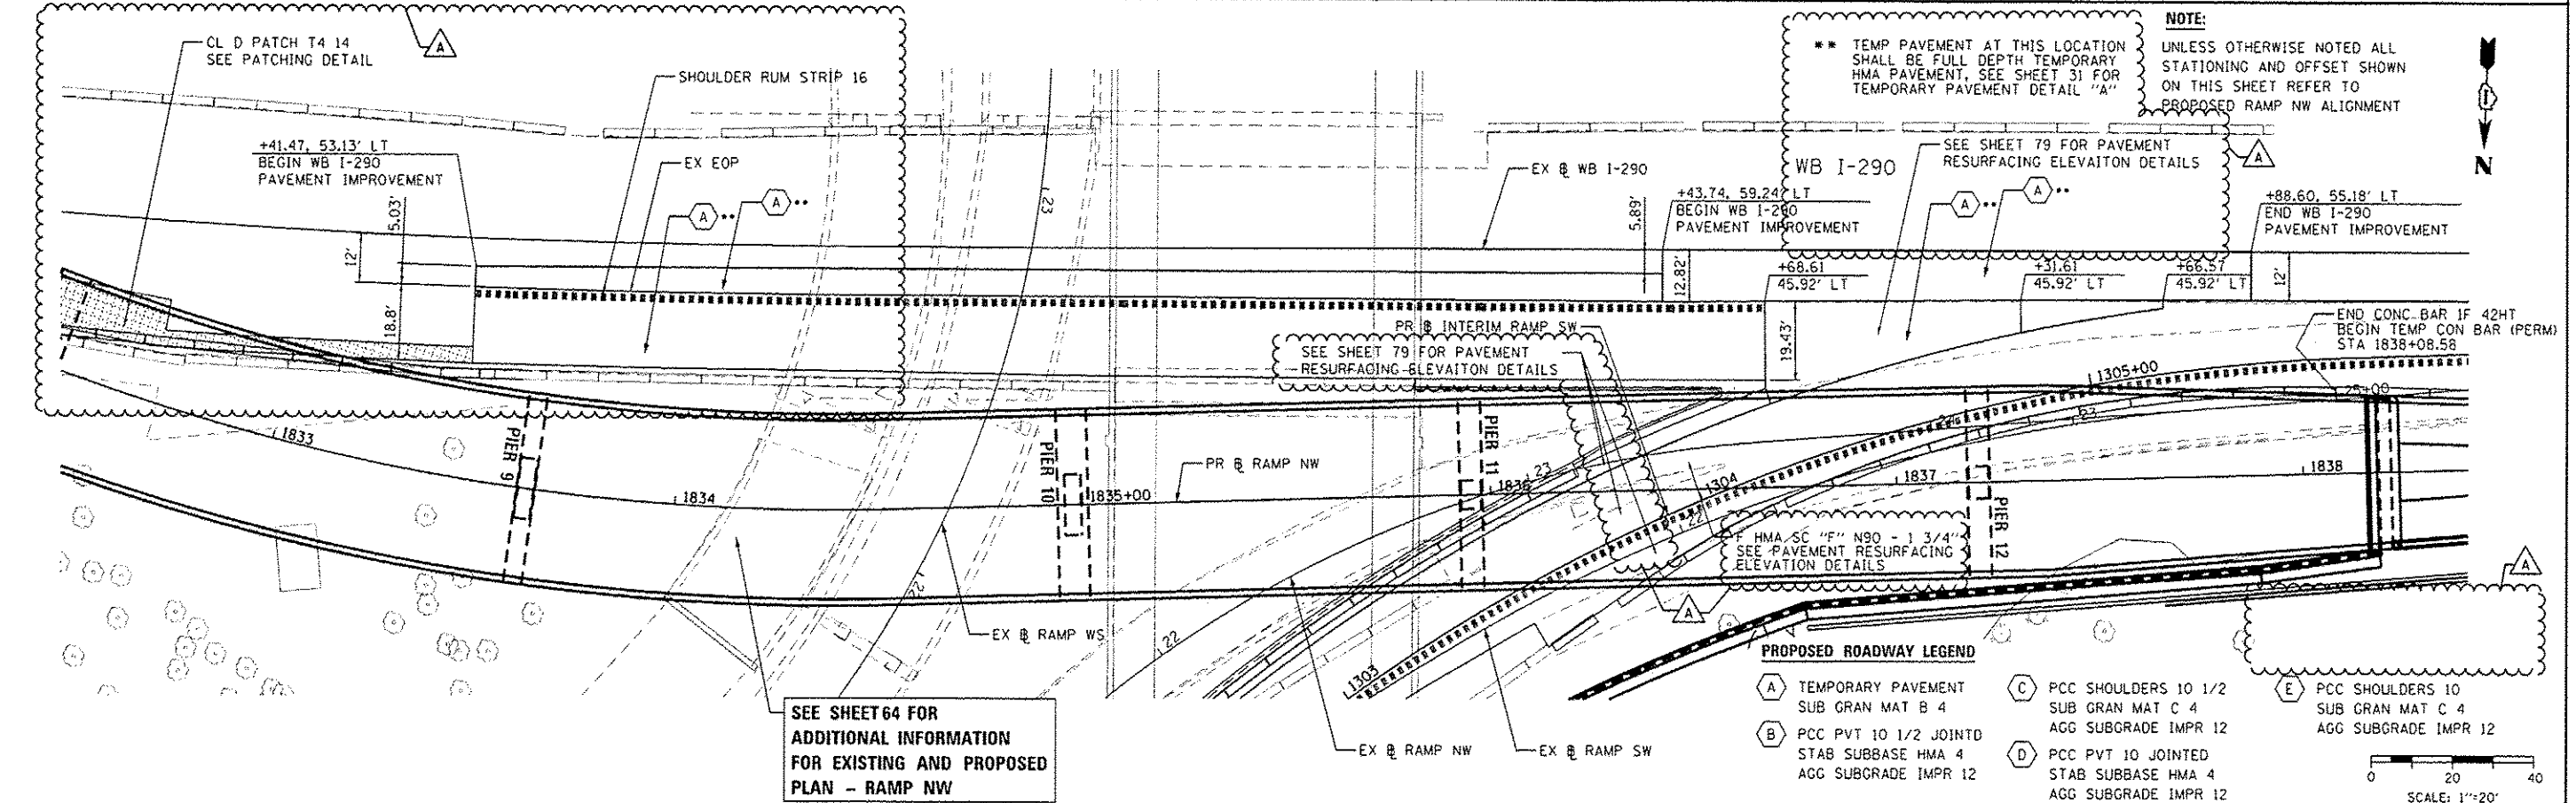 A
CL D PATCH T4 14
SEE PATCHING DETAIL
SHOULDER RUM STRIP 16
+41.47, 53.13' LT
BEGIN WB I-290
PAVEMENT IMPROVEMENT
EX EOP
A **
A **
5.03'
12'
18.8'
23
** TEMP PAVEMENT AT THIS LOCATION
SHALL BE FULL DEPTH TEMPORARY
HMA PAVEMENT, SEE SHEET 31 FOR
TEMPORARY PAVEMENT DETAIL "A"
NOTE:
UNLESS OTHERWISE NOTED ALL
STATIONING AND OFFSET SHOWN
ON THIS SHEET REFER TO
PROPOSED RAMP NW ALIGNMENT
N
EX ℄ WB I-290
WB I-290
SEE SHEET 79 FOR PAVEMENT
RESURFACING ELEVAITON DETAILS
A
A **
A **
+43.74, 59.24' LT
BEGIN WB I-290
PAVEMENT IMPROVEMENT
5.89'
12.82'
+88.60, 55.18' LT
END WB I-290
PAVEMENT IMPROVEMENT
+68.61
45.92' LT
+31.61
45.92' LT
+66.57
45.92' LT
12'
19.43'
END CONC BAR 1F 42HT
BEGIN TEMP CON BAR (PERM)
STA 1838+08.58
PR ℄ INTERIM RAMP SW
SEE SHEET 79 FOR PAVEMENT
RESURFACING ELEVAITON DETAILS
1305+00
25+00
24
23
1833
PIER 9
1834
PIER 10
1835+00
PR ℄ RAMP NW
PIER 11
23
1836
1304
22
1837
PIER 12
1838
F HMA SC "F" N90 - 1 3/4"
SEE PAVEMENT RESURFACING
ELEVATION DETAILS
A
A
22
EX ℄ RAMP WS
22
1303
EX ℄ RAMP NW
EX ℄ RAMP SW
SEE SHEET 64 FOR
ADDITIONAL INFORMATION
FOR EXISTING AND PROPOSED
PLAN - RAMP NW
PROPOSED ROADWAY LEGEND
A TEMPORARY PAVEMENT
SUB GRAN MAT B 4
B PCC PVT 10 1/2 JOINTD
STAB SUBBASE HMA 4
AGG SUBGRADE IMPR 12
C PCC SHOULDERS 10 1/2
SUB GRAN MAT C 4
AGG SUBGRADE IMPR 12
D PCC PVT 10 JOINTED
STAB SUBBASE HMA 4
AGG SUBGRADE IMPR 12
E PCC SHOULDERS 10
SUB GRAN MAT C 4
AGG SUBGRADE IMPR 12
0 20 40
SCALE: 1"=20'